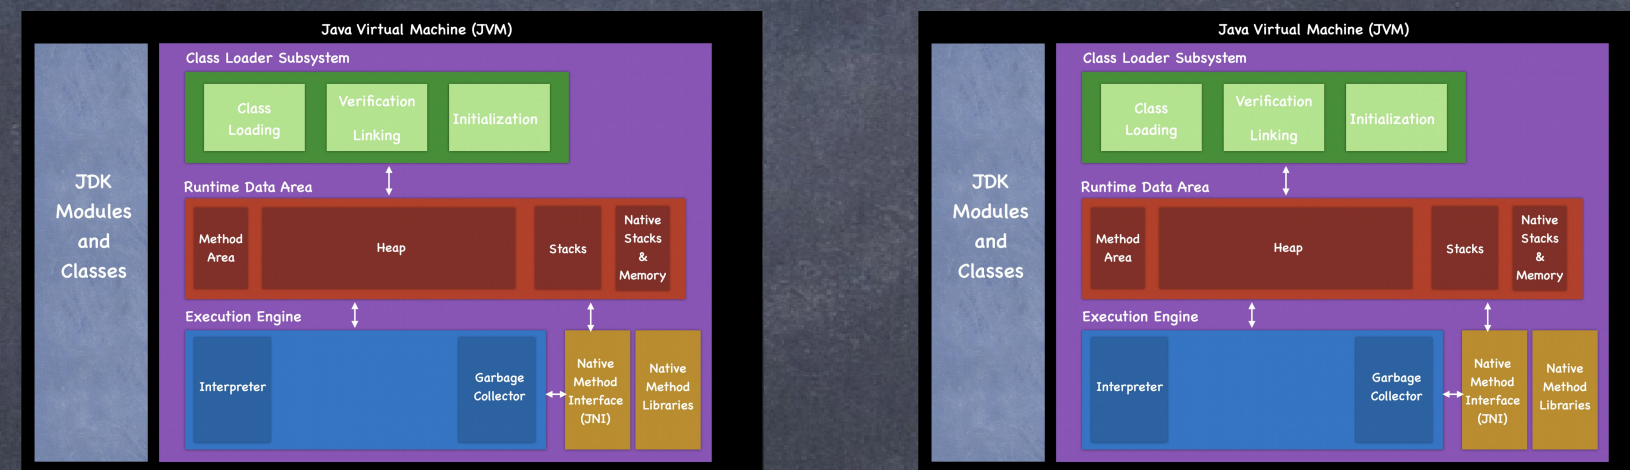 Java Virtual Machine (JVM)
JDK
Modules
and
Classes
Class Loader Subsystem
Class
Loading
Verification
Linking
Initialization
Runtime Data Area
Method
Area
Heap
Stacks
Native
Stacks
&
Memory
Execution Engine
Interpreter
Garbage
Collector
Native
Method
Interface
(JNI)
Native
Method
Libraries
Java Virtual Machine (JVM)
JDK
Modules
and
Classes
Class Loader Subsystem
Class
Loading
Verification
Linking
Initialization
Runtime Data Area
Method
Area
Heap
Stacks
Native
Stacks
&
Memory
Execution Engine
Interpreter
Garbage
Collector
Native
Method
Interface
(JNI)
Native
Method
Libraries